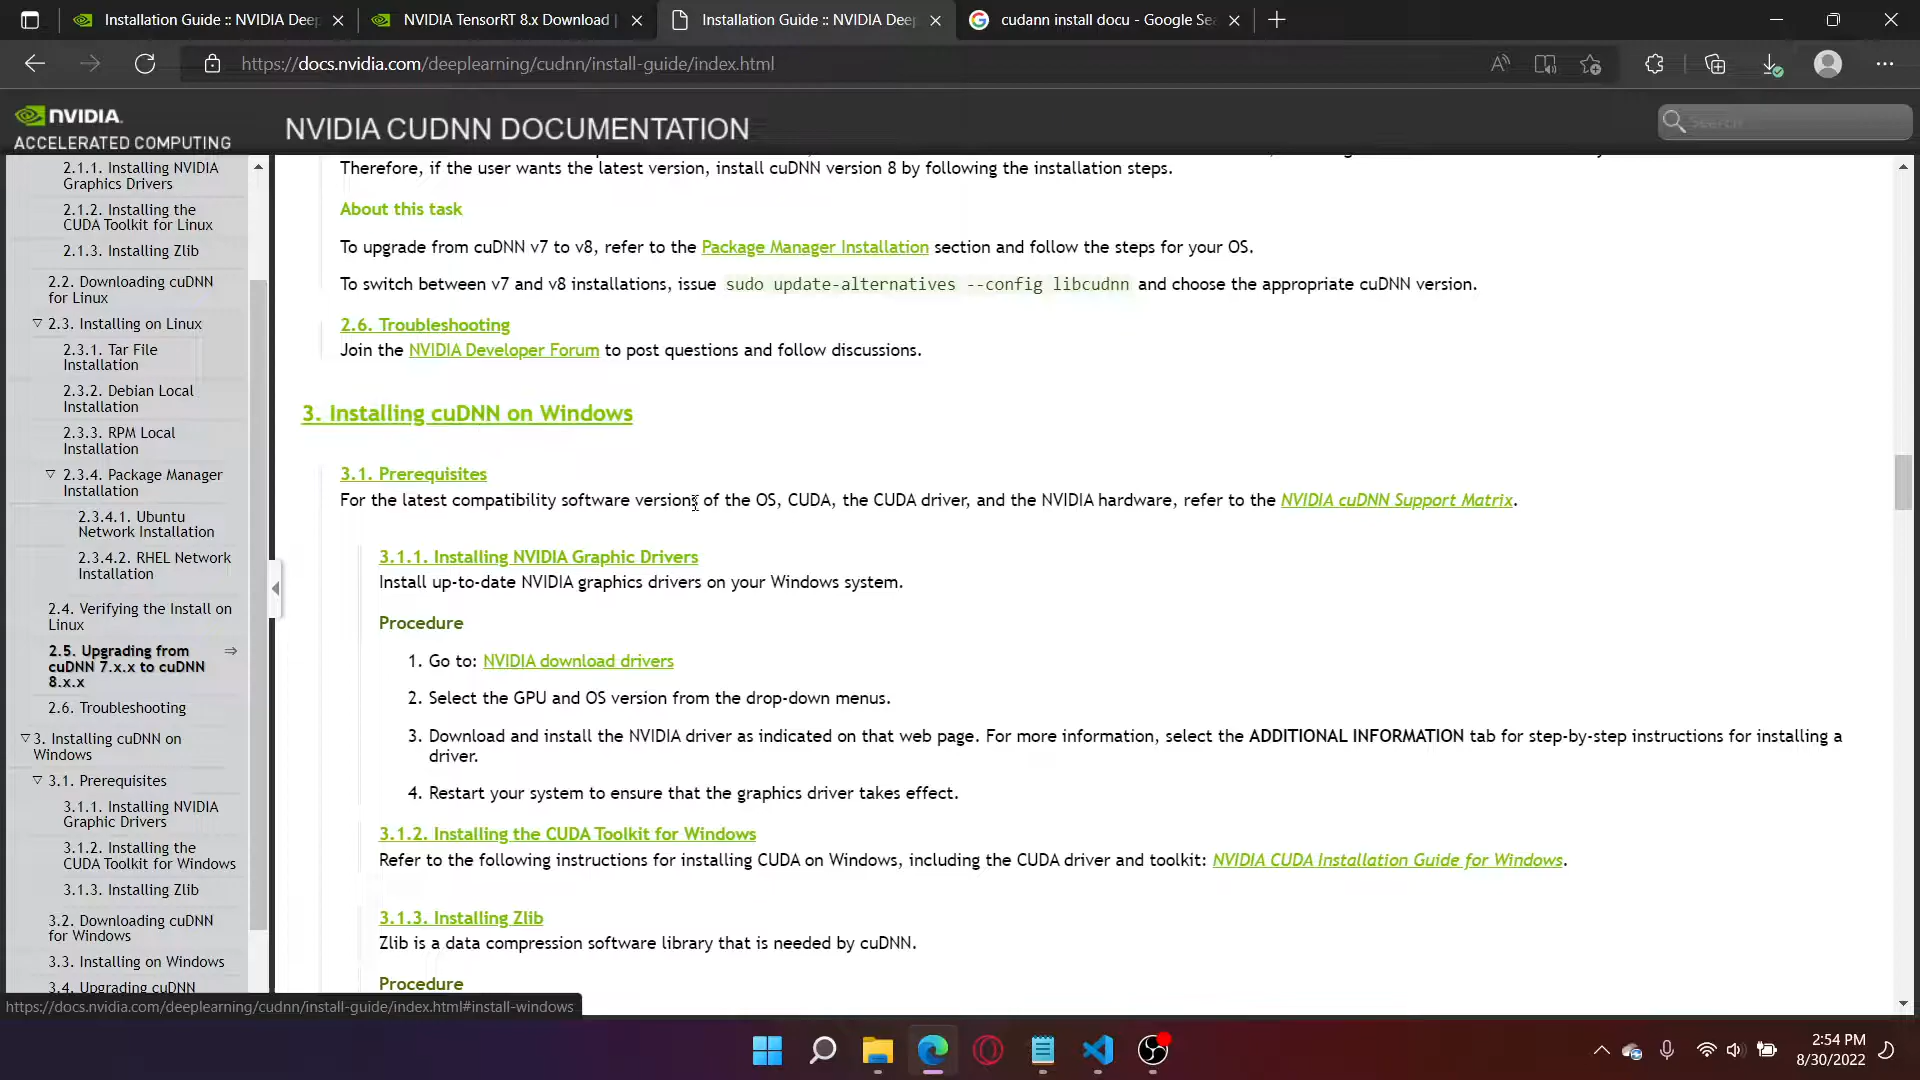 Installation Guide :: NVIDIA Deep
NVIDIA TensorRT 8.x Download |
Installation Guide :: NVIDIA Deep
cudann install docu - Google Sea
https://docs.nvidia.com/deeplearning/cudnn/install-guide/index.html
NVIDIA.
ACCELERATED COMPUTING
NVIDIA CUDNN DOCUMENTATION
Search
2.1.1. Installing NVIDIA
Graphics Drivers
2.1.2. Installing the
CUDA Toolkit for Linux
2.1.3. Installing Zlib
2.2. Downloading cuDNN
for Linux
2.3. Installing on Linux
2.3.1. Tar File
Installation
2.3.2. Debian Local
Installation
2.3.3. RPM Local
Installation
2.3.4. Package Manager
Installation
2.3.4.1. Ubuntu
Network Installation
2.3.4.2. RHEL Network
Installation
2.4. Verifying the Install on
Linux
2.5. Upgrading from
cuDNN 7.x.x to cuDNN
8.x.x
2.6. Troubleshooting
3. Installing cuDNN on
Windows
3.1. Prerequisites
3.1.1. Installing NVIDIA
Graphic Drivers
3.1.2. Installing the
CUDA Toolkit for Windows
3.1.3. Installing Zlib
3.2. Downloading cuDNN
for Windows
3.3. Installing on Windows
3.4. Upgrading cuDNN
Therefore, if the user wants the latest version, install cuDNN version 8 by following the installation steps.
About this task
To upgrade from cuDNN v7 to v8, refer to the Package Manager Installation section and follow the steps for your OS.
To switch between v7 and v8 installations, issue sudo update-alternatives --config libcudnn and choose the appropriate cuDNN version.
2.6. Troubleshooting
Join the NVIDIA Developer Forum to post questions and follow discussions.
3. Installing cuDNN on Windows
3.1. Prerequisites
For the latest compatibility software versions of the OS, CUDA, the CUDA driver, and the NVIDIA hardware, refer to the NVIDIA cuDNN Support Matrix.
3.1.1. Installing NVIDIA Graphic Drivers
Install up-to-date NVIDIA graphics drivers on your Windows system.
Procedure
1. Go to: NVIDIA download drivers
2. Select the GPU and OS version from the drop-down menus.
3. Download and install the NVIDIA driver as indicated on that web page. For more information, select the ADDITIONAL INFORMATION tab for step-by-step instructions for installing a
driver.
4. Restart your system to ensure that the graphics driver takes effect.
3.1.2. Installing the CUDA Toolkit for Windows
Refer to the following instructions for installing CUDA on Windows, including the CUDA driver and toolkit: NVIDIA CUDA Installation Guide for Windows.
3.1.3. Installing Zlib
Zlib is a data compression software library that is needed by cuDNN.
Procedure
https://docs.nvidia.com/deeplearning/cudnn/install-guide/index.html#install-windows
2:54 PM
8/30/2022